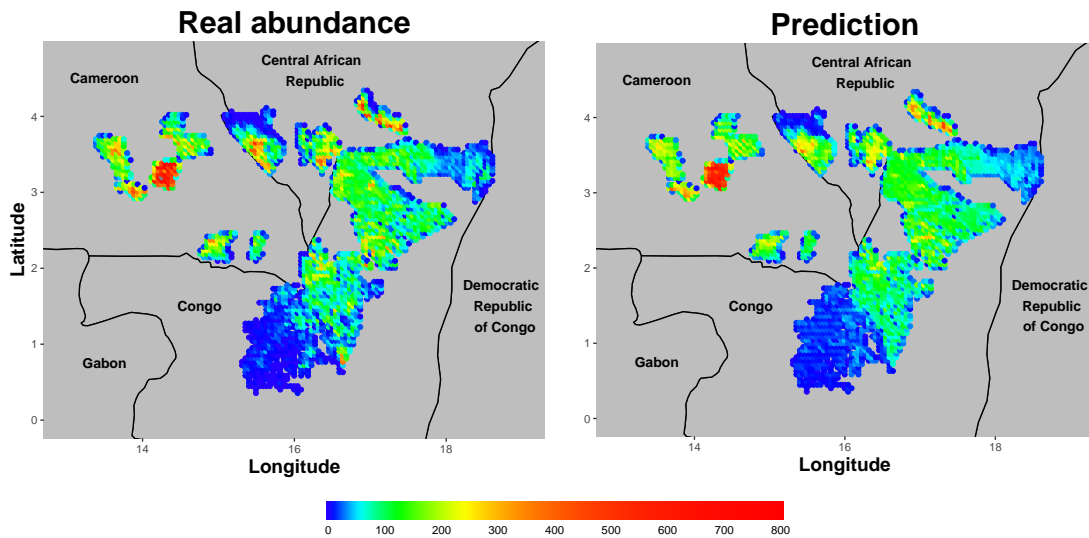 Real abundance
Prediction
Central African
Republic
Cameroon
Congo
Gabon
Democratic
Republic
of Congo
4
3
2
1
0
Latitude
14
16
18
Longitude
Central African
Republic
Cameroon
Congo
Gabon
Democratic
Republic
of Congo
4
3
2
1
0
14
16
18
Longitude
0 100 200 300 400 500 600 700 800